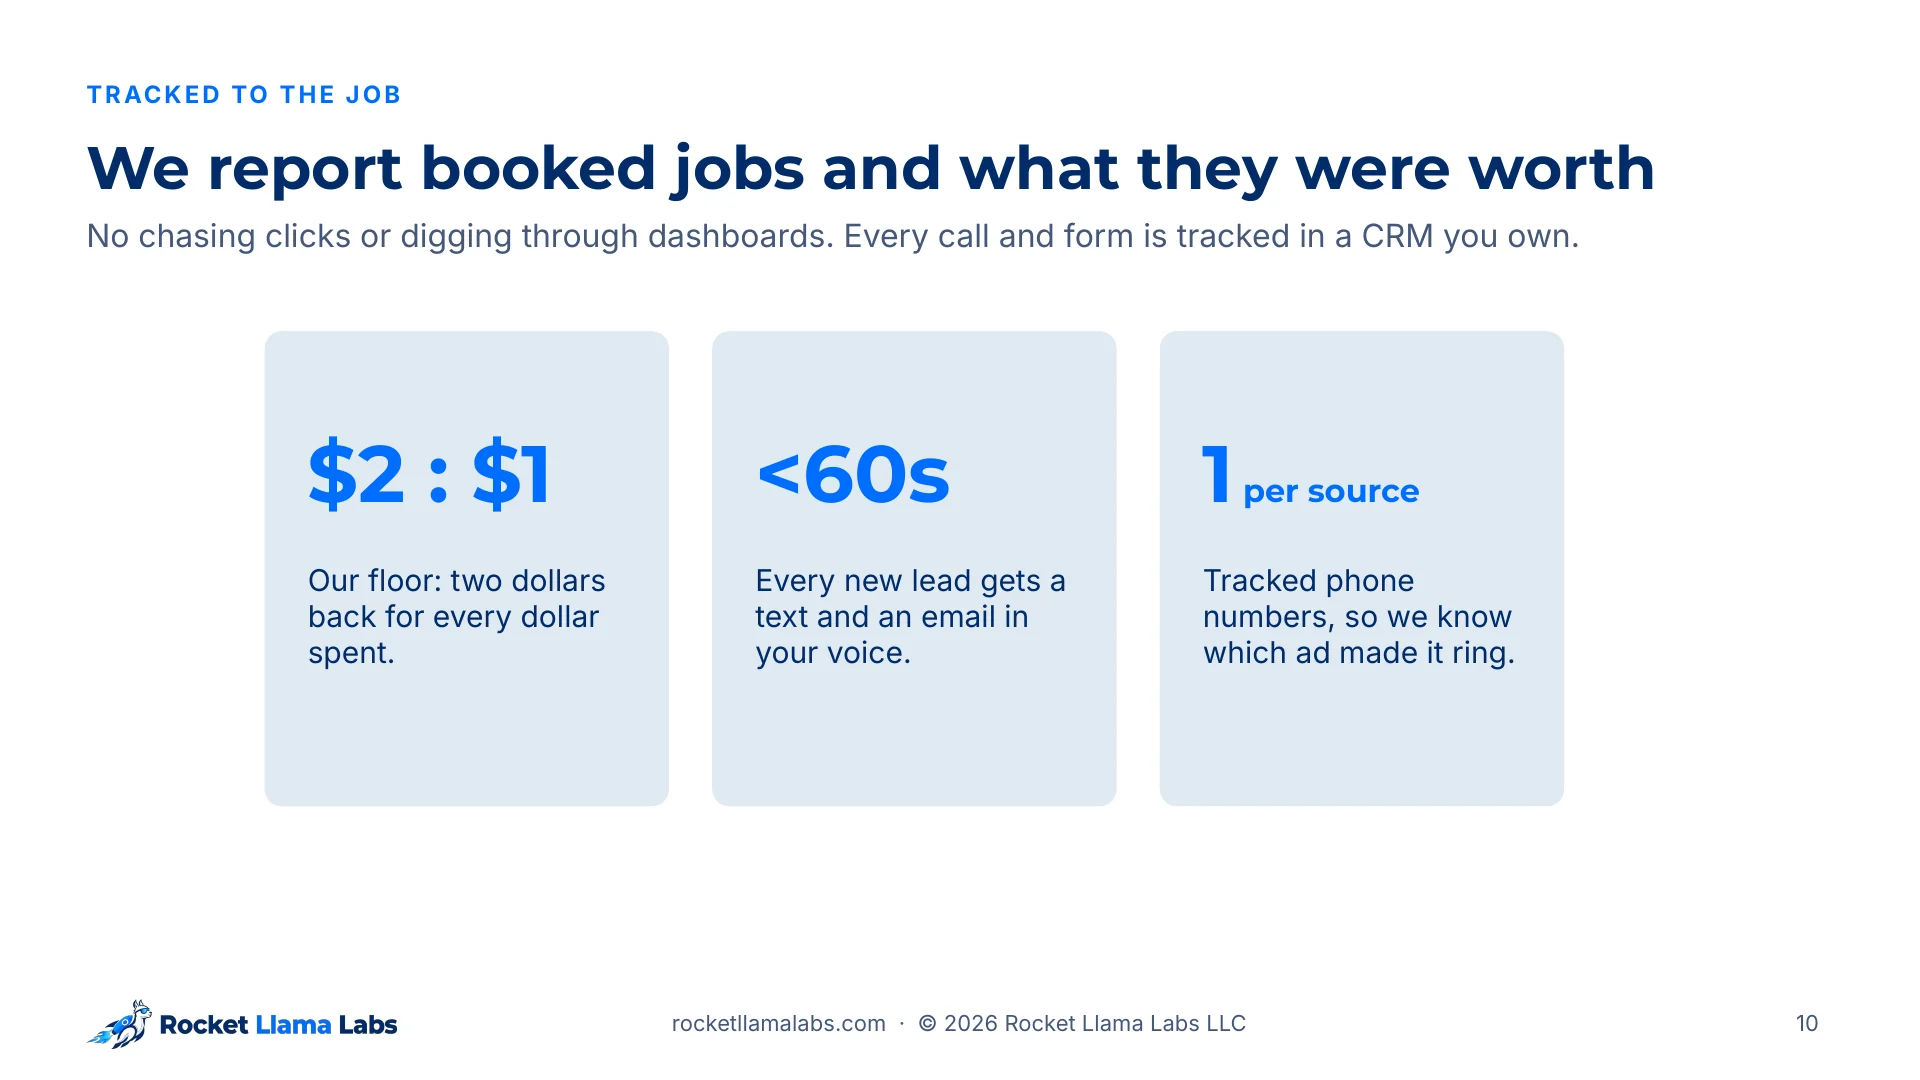 TRACKED TO THE JOB
We report booked jobs and what they were worth
No chasing clicks or digging through dashboards. Every call and form is tracked in a CRM you own.
$2 : $1
Our floor: two dollars
back for every dollar
spent.
<60s
Every new lead gets a
text and an email in
your voice.
1 per source
Tracked phone
numbers, so we know
which ad made it ring.
Rocket Llama Labs
rocketllamalabs.com · © 2026 Rocket Llama Labs LLC
10